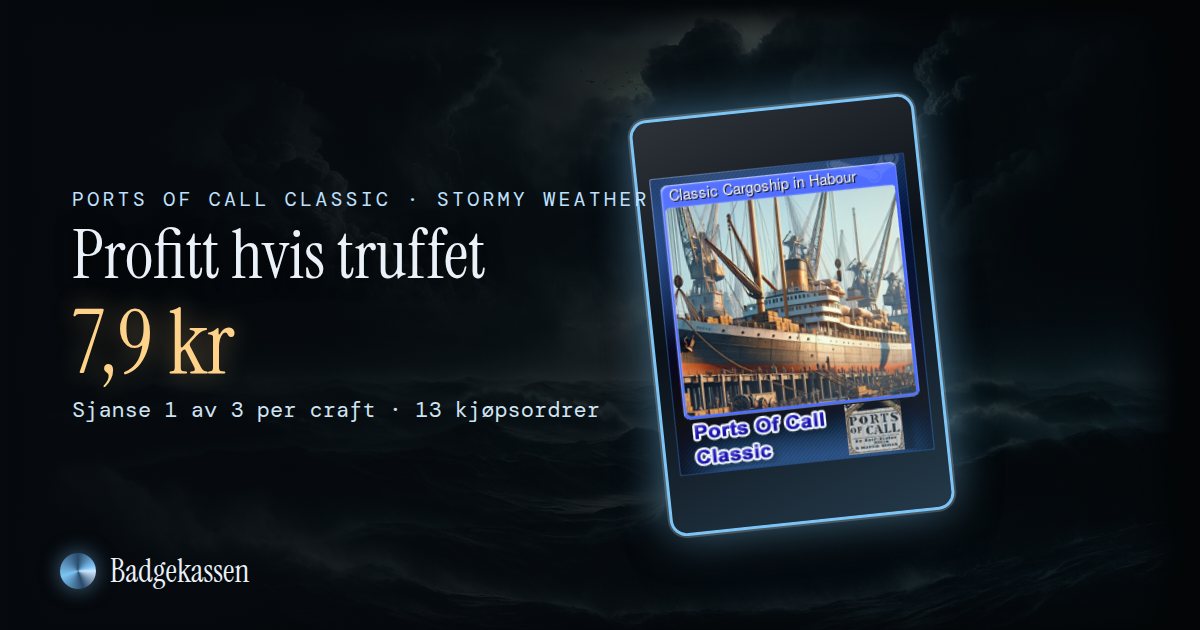 PORTS OF CALL CLASSIC · STORMY WEATHER
Profitt hvis truffet
7,9 kr
Sjanse 1 av 3 per craft · 13 kjøpsordrer
Classic Cargoship in Habour
Ports Of Call
Classic
PORTS
OF CALL
Badgekassen